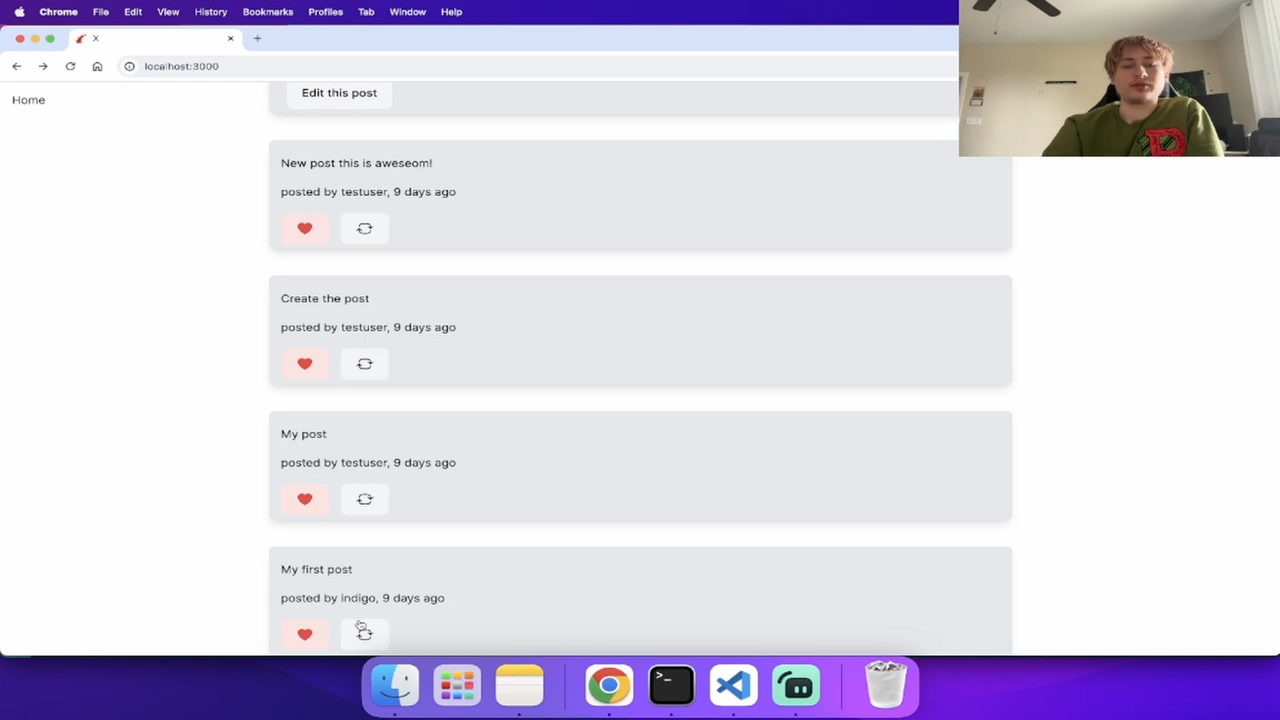 Chrome File Edit View History Bookmarks Profiles Tab Window Help
localhost:3000
Home
Edit this post
New post this is aweseom!
posted by testuser, 9 days ago
Create the post
posted by testuser, 9 days ago
My post
posted by testuser, 9 days ago
My first post
posted by indigo, 9 days ago